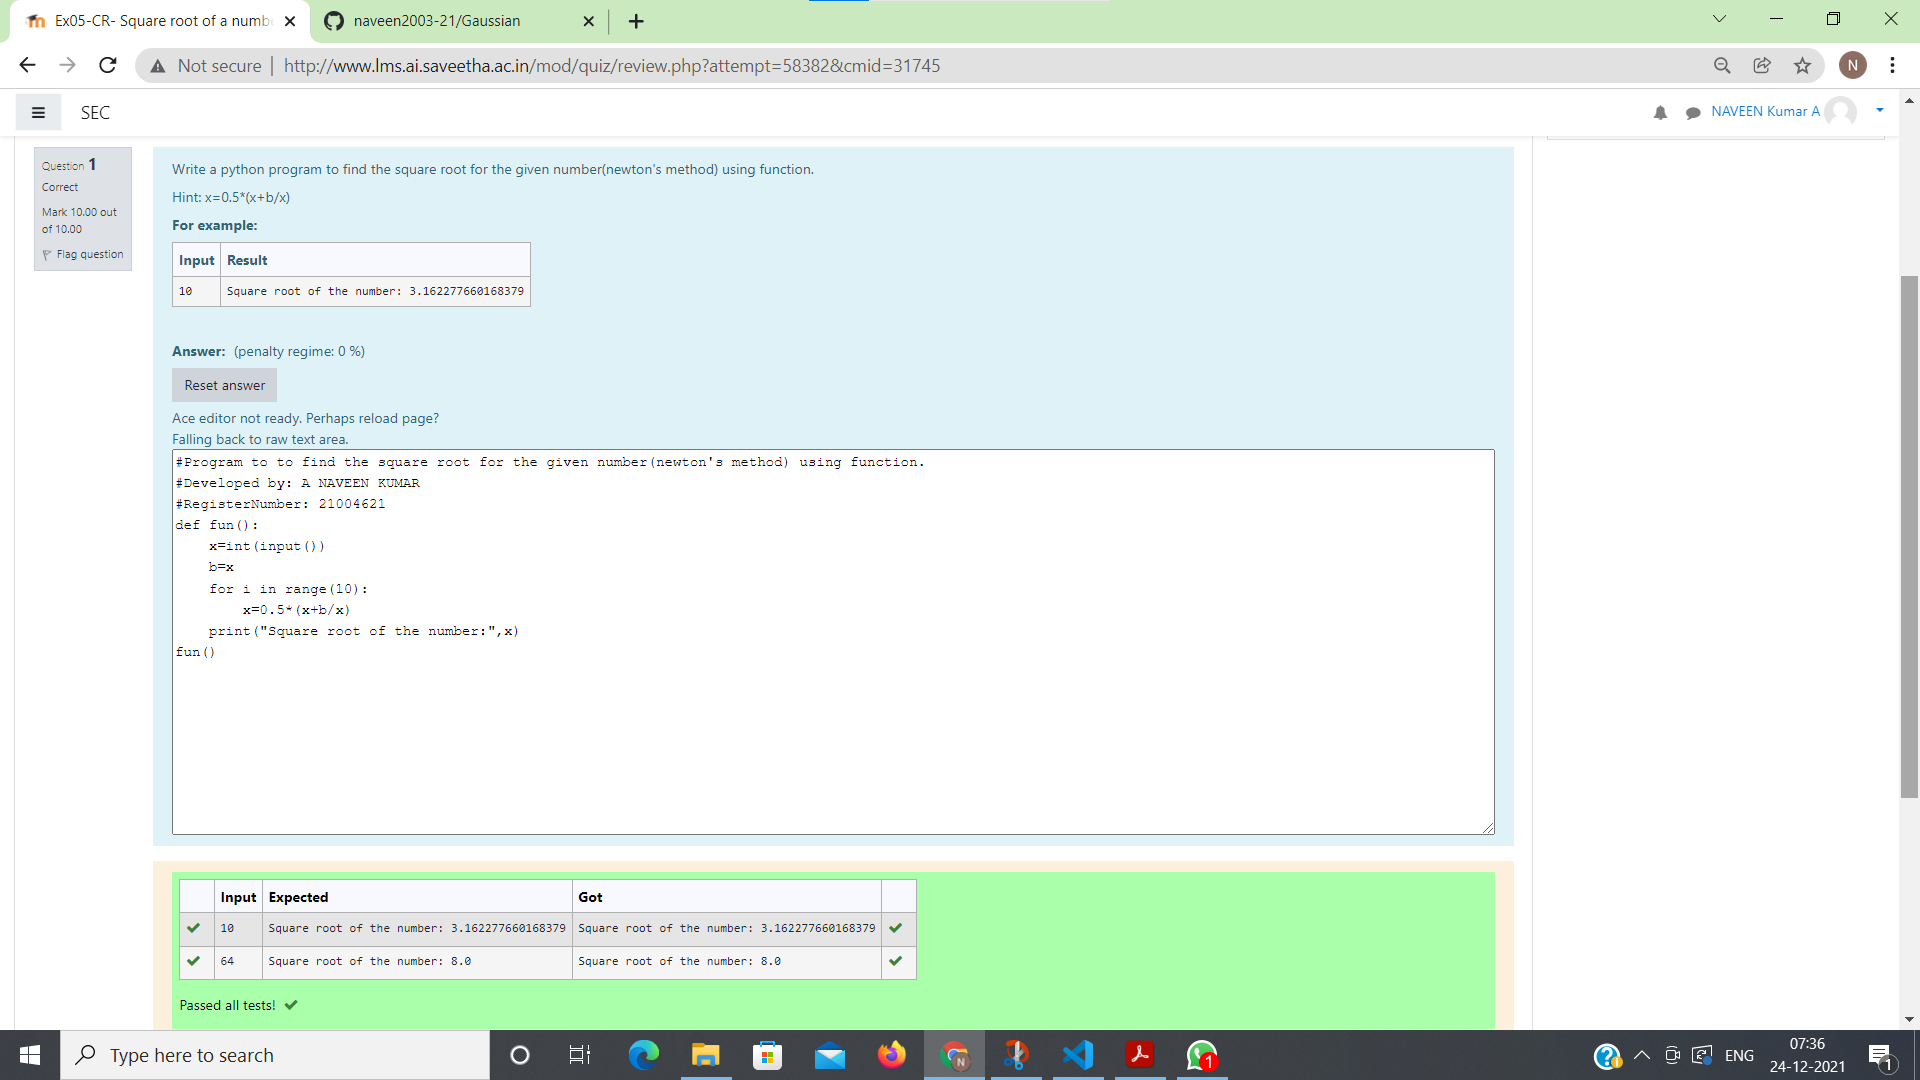 Ex05-CR- Square root of a numb
naveen2003-21/Gaussian
Not secure
http://www.lms.ai.saveetha.ac.in/mod/quiz/review.php?attempt=58382&cmid=31745
N
SEC
NAVEEN Kumar A
Question 1
Correct
Mark 10.00 out
of 10.00
Flag question
Write a python program to find the square root for the given number(newton's method) using function.
Hint: x=0.5*(x+b/x)
For example:
Input Result
10 Square root of the number: 3.162277660168379
Answer: (penalty regime: 0 %)
Reset answer
Ace editor not ready. Perhaps reload page?
Falling back to raw text area.
#Program to to find the square root for the given number(newton's method) using function.
#Developed by: A NAVEEN KUMAR
#RegisterNumber: 21004621
def fun():
    x=int(input())
    b=x
    for i in range(10):
        x=0.5*(x+b/x)
    print("Square root of the number:",x)
fun()
Input Expected Got
10 Square root of the number: 3.162277660168379 Square root of the number: 3.162277660168379
64 Square root of the number: 8.0 Square root of the number: 8.0
Passed all tests!
Type here to search
N
1
ENG
07:36
24-12-2021
1